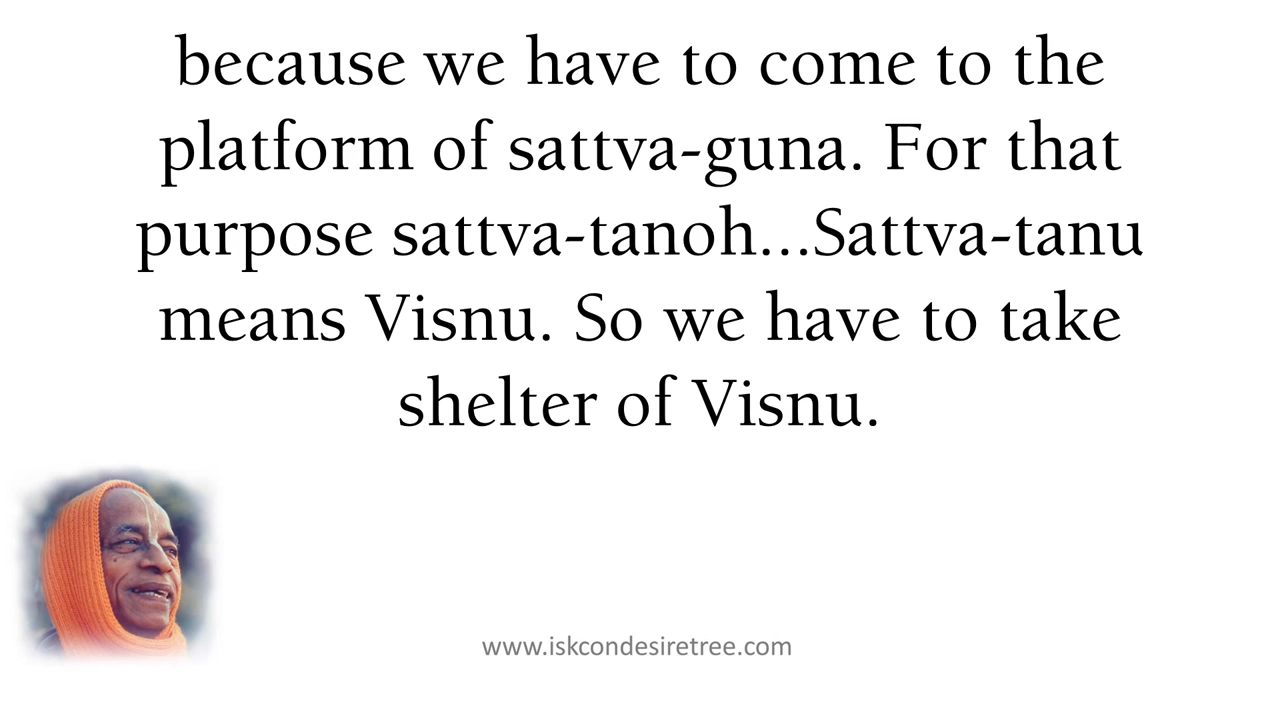 because we have to come to the
platform of sattva-guna. For that
purpose sattva-tanoh...Sattva-tanu
means Visnu. So we have to take
shelter of Visnu.
www.iskcondesiretree.com